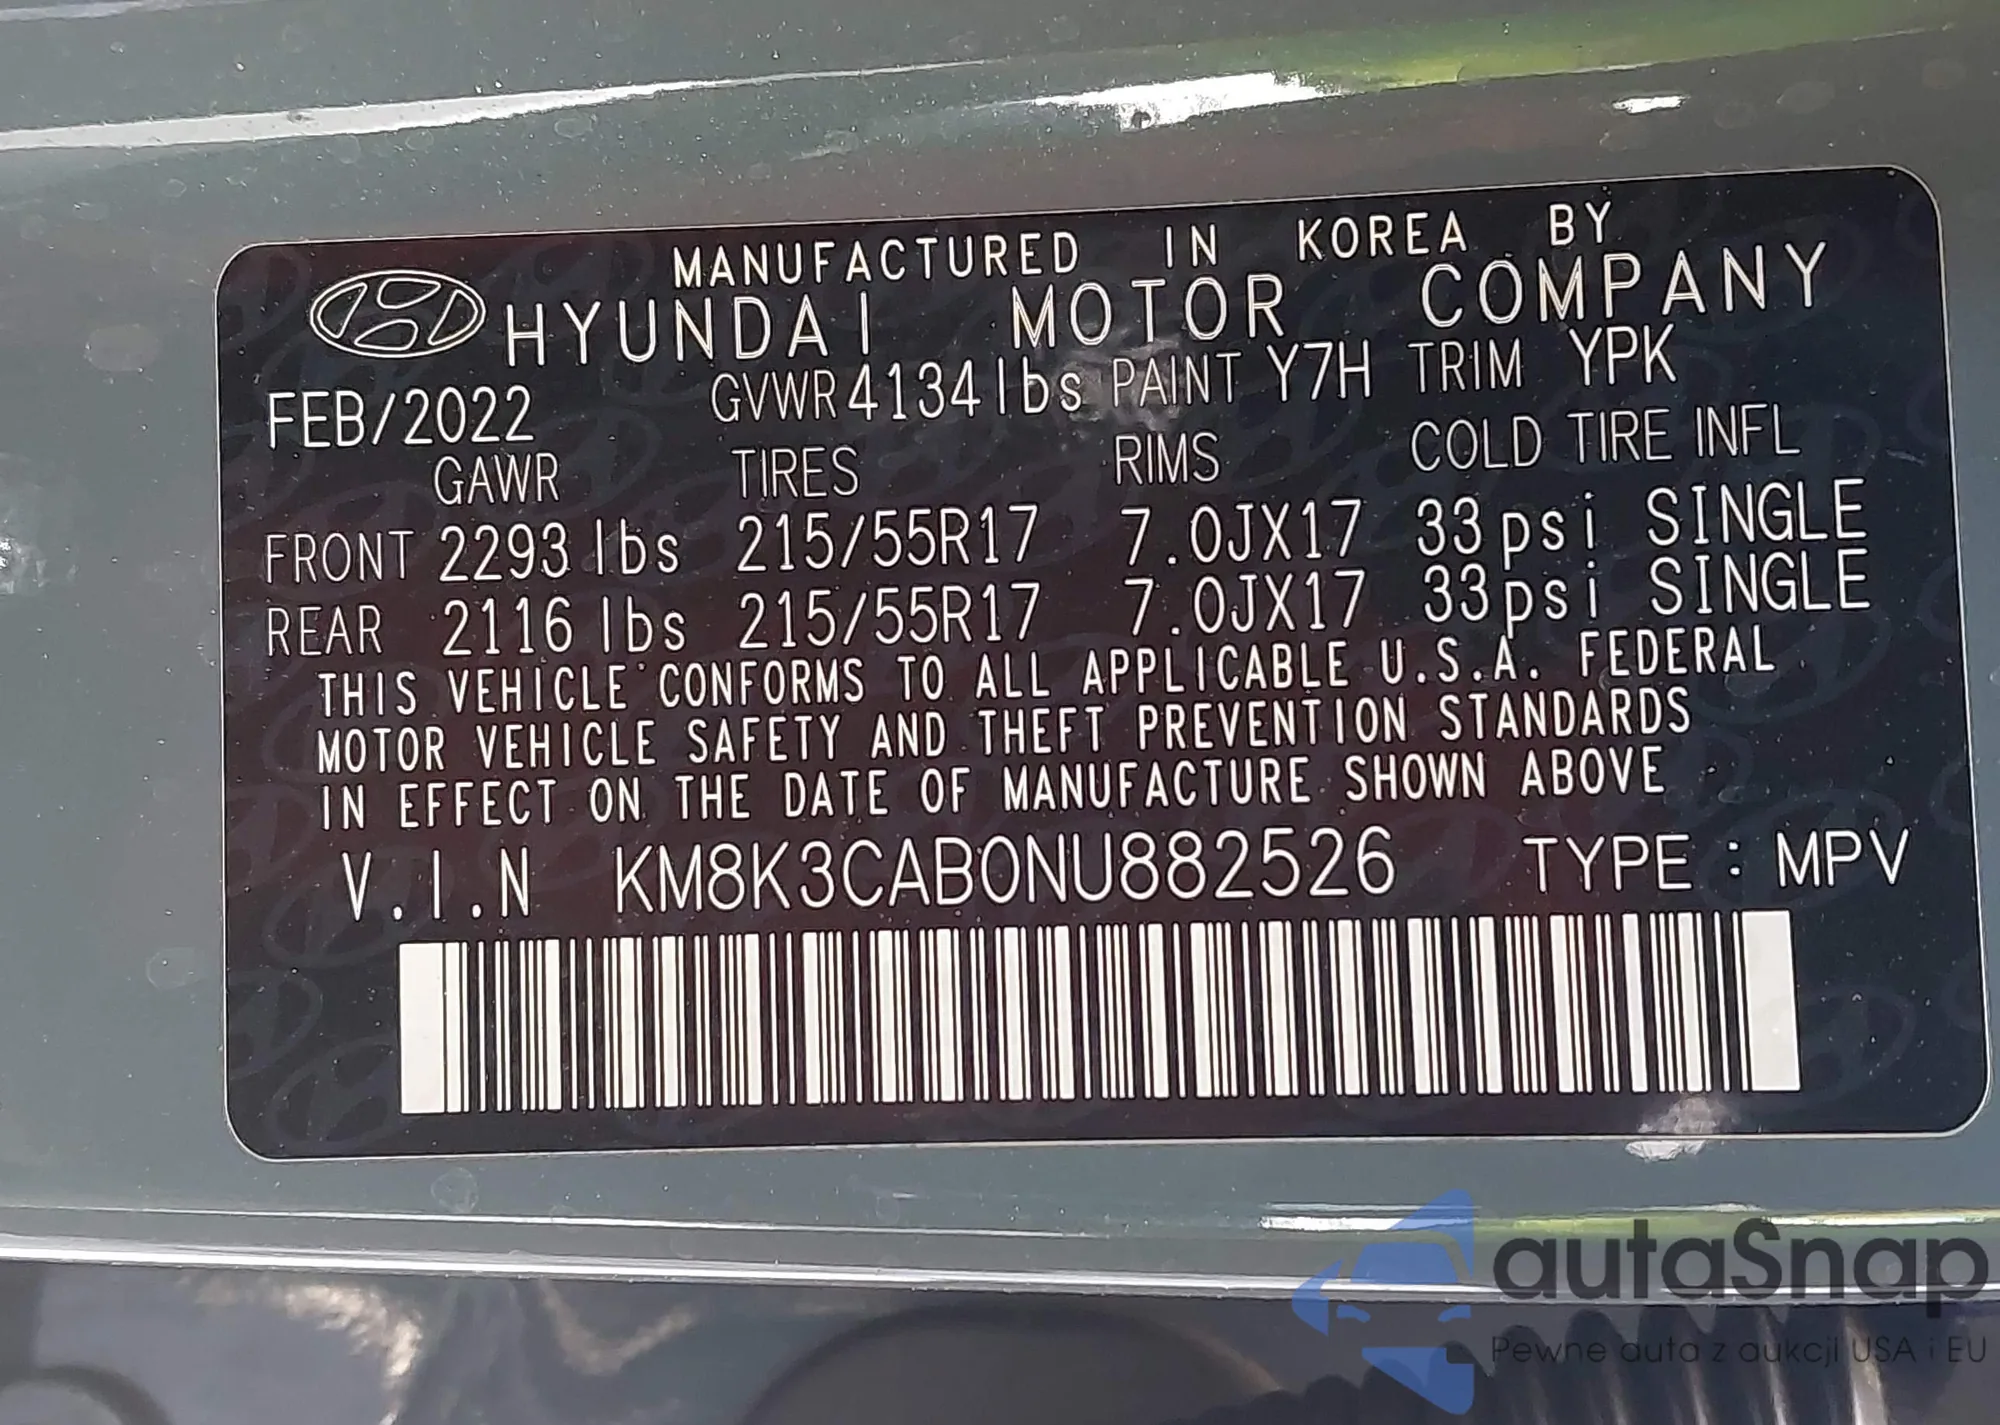 MANUFACTURED IN KOREA BY
HYUNDAI MOTOR COMPANY
FEB/2022 GVWR 4134 lbs PAINT Y7H TRIM YPK
GAWR TIRES RIMS COLD TIRE INFL
FRONT 2293 lbs 215/55R17 7.0JX17 33psi SINGLE
REAR 2116 lbs 215/55R17 7.0JX17 33psi SINGLE
THIS VEHICLE CONFORMS TO ALL APPLICABLE U.S.A. FEDERAL
MOTOR VEHICLE SAFETY AND THEFT PREVENTION STANDARDS
IN EFFECT ON THE DATE OF MANUFACTURE SHOWN ABOVE
V.I.N KM8K3CAB0NU882526 TYPE : MPV
autaSnap
Pewne auta z aukcji USA i EU